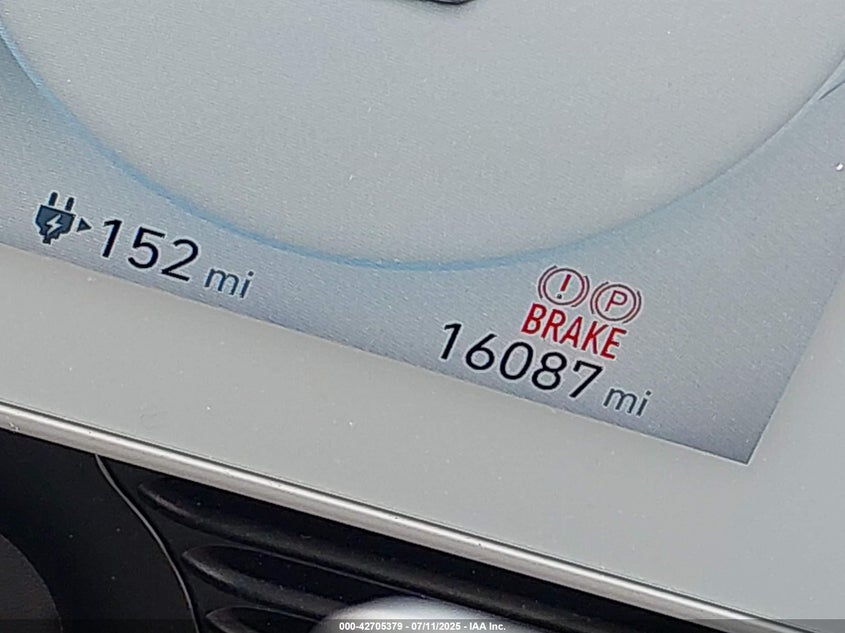 152 mi
! P
BRAKE
16087 mi
000-42705379 - 07/11/2025 - IAA Inc.